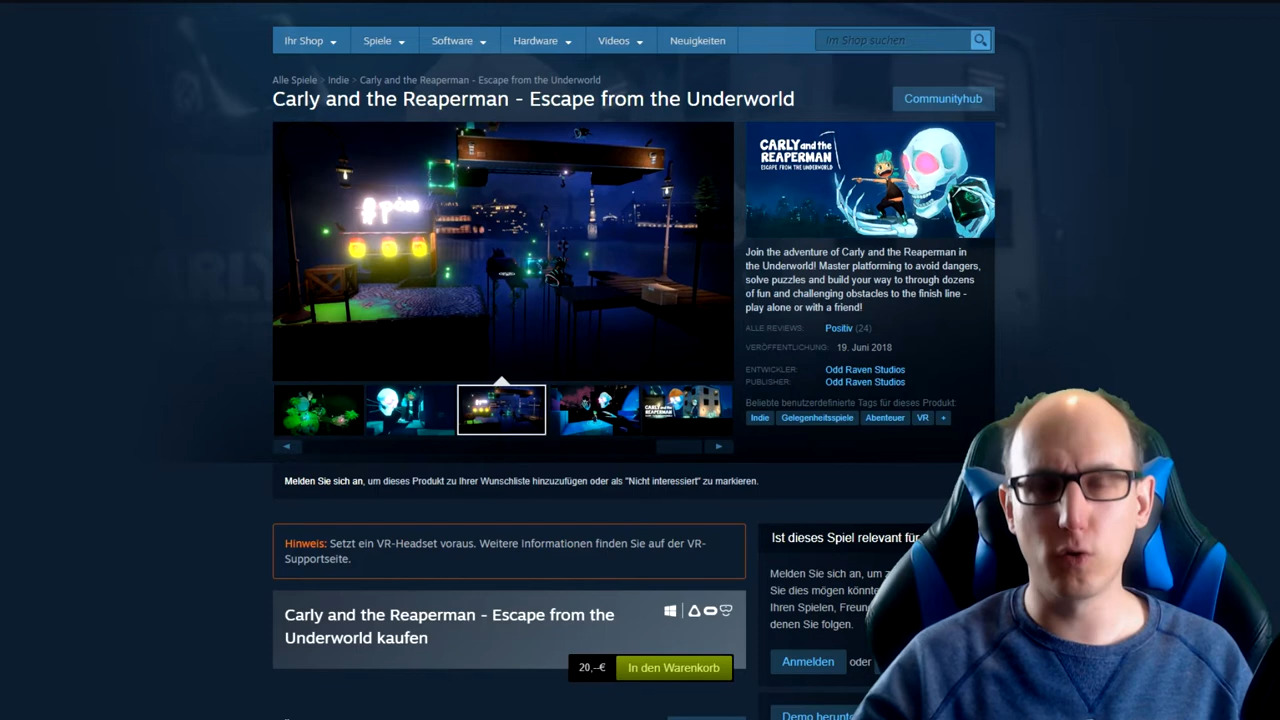 Ihr Shop
Spiele
Software
Hardware
Videos
Neuigkeiten
Im Shop suchen
Alle Spiele > Indie > Carly and the Reaperman - Escape from the Underworld
Carly and the Reaperman - Escape from the Underworld
Communityhub
CARLY and the
REAPERMAN
ESCAPE FROM THE UNDERWORLD
Join the adventure of Carly and the Reaperman in
the Underworld! Master platforming to avoid dangers,
solve puzzles and build your way to through dozens
of fun and challenging obstacles to the finish line -
play alone or with a friend!
ALLE REVIEWS: Positiv (24)
VERÖFFENTLICHUNG: 19. Juni 2018
ENTWICKLER: Odd Raven Studios
PUBLISHER: Odd Raven Studios
Beliebte benutzerdefinierte Tags für dieses Produkt:
Indie
Gelegenheitsspiele
Abenteuer
VR
+
CARLY and the
REAPERMAN
Melden Sie sich an, um dieses Produkt zu Ihrer Wunschliste hinzuzufügen oder als "Nicht interessiert" zu markieren.
Hinweis: Setzt ein VR-Headset voraus. Weitere Informationen finden Sie auf der VR-
Supportseite.
Carly and the Reaperman - Escape from the
Underworld kaufen
20,--€
In den Warenkorb
Ist dieses Spiel relevant für
Melden Sie sich an, um z
Sie dies mögen könnte
Ihren Spielen, Freun
denen Sie folgen.
Anmelden oder